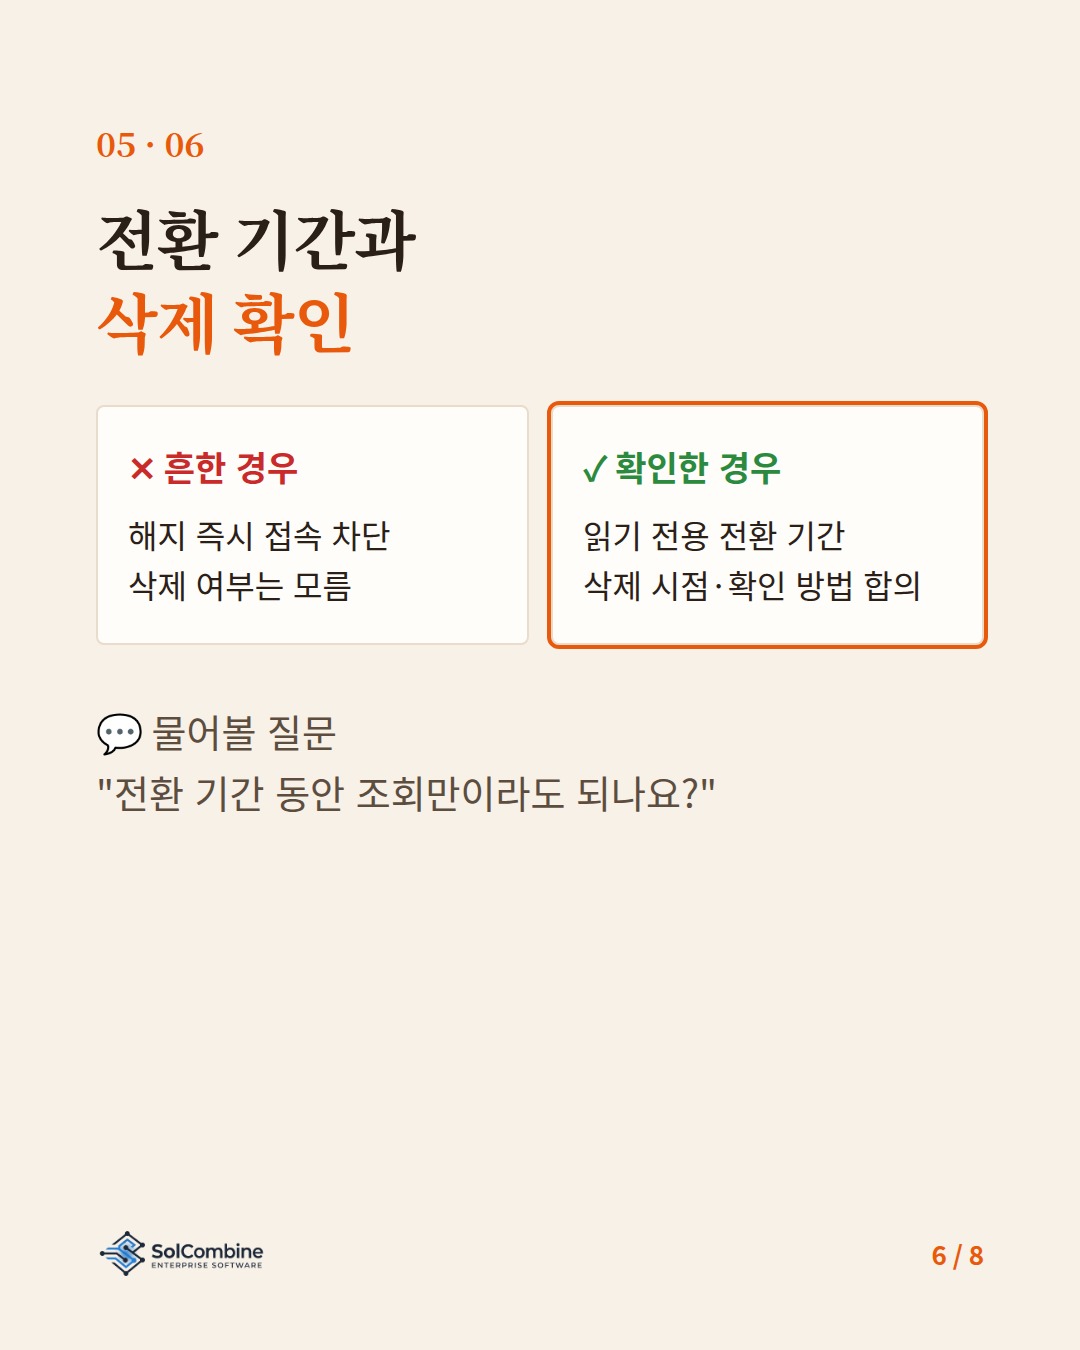 05 · 06
전환 기간과
삭제 확인
✕ 흔한 경우
해지 즉시 접속 차단
삭제 여부는 모름
✓ 확인한 경우
읽기 전용 전환 기간
삭제 시점·확인 방법 합의
💬 물어볼 질문
"전환 기간 동안 조회만이라도 되나요?"
SolCombine
ENTERPRISE SOFTWARE
6 / 8